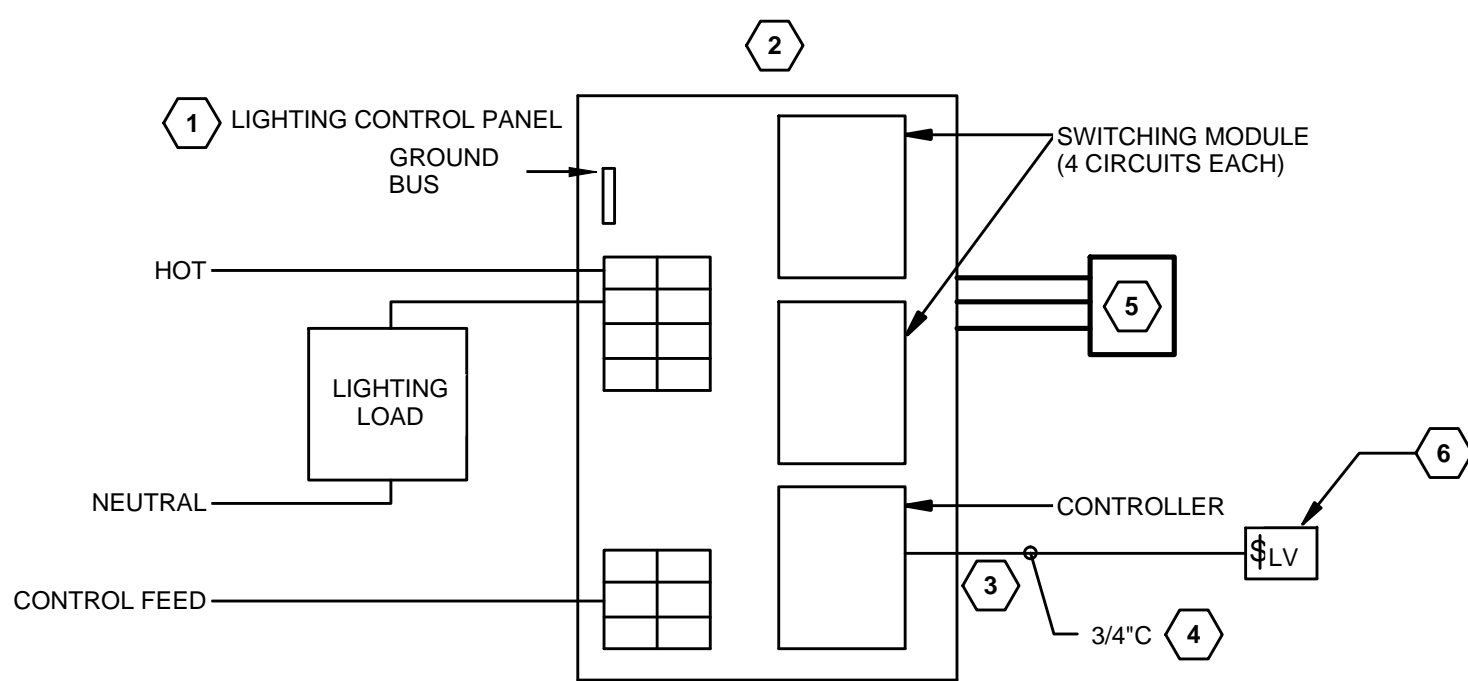 2
1
LIGHTING CONTROL PANEL
GROUND
BUS
SWITCHING MODULE
(4 CIRCUITS EACH)
HOT
5
LIGHTING
LOAD
6
NEUTRAL
CONTROLLER
$LV
3
CONTROL FEED
3/4"C
4